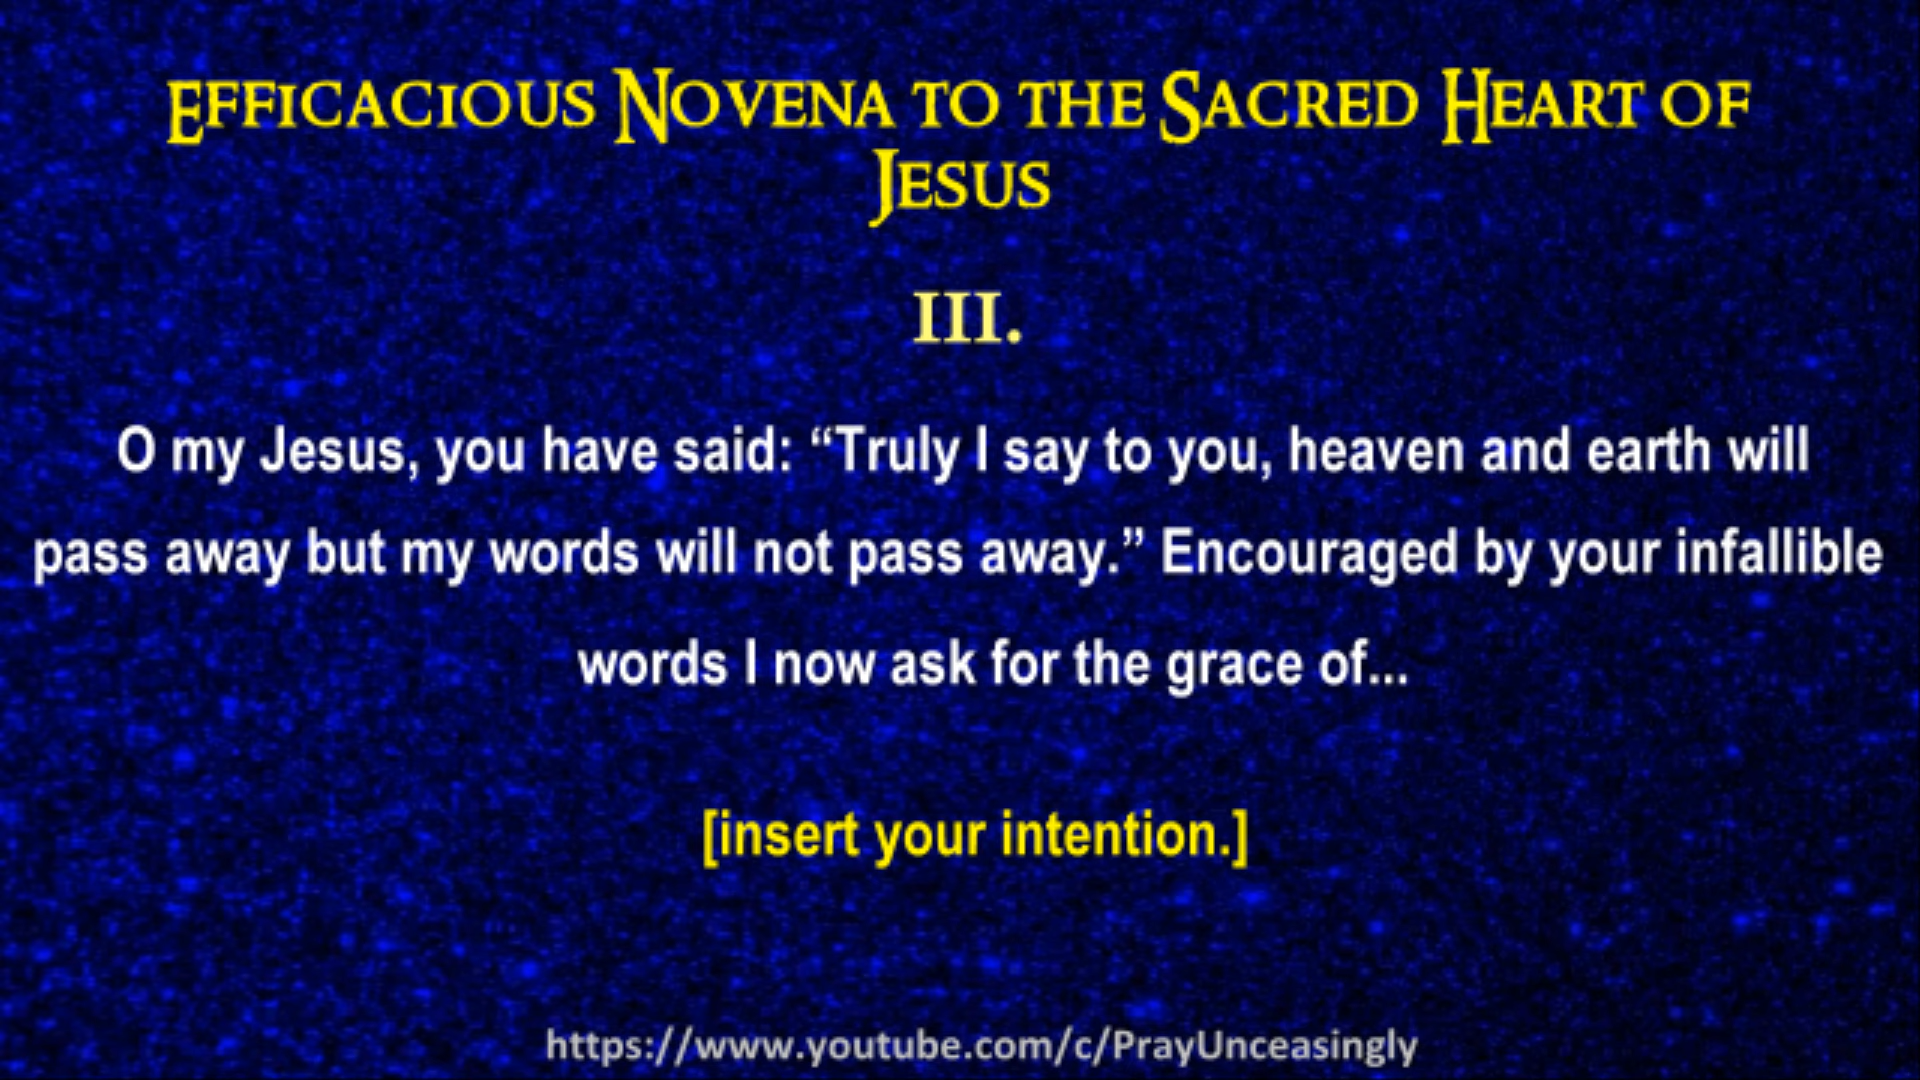 Efficacious Novena to the Sacred Heart of
Jesus
III.
O my Jesus, you have said: “Truly I say to you, heaven and earth will
pass away but my words will not pass away.” Encouraged by your infallible
words I now ask for the grace of...
[insert your intention.]
https://www.youtube.com/c/PrayUnceasingly